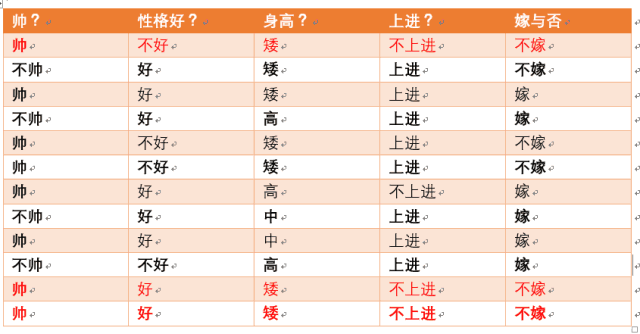 帅？ 性格好？ 身高？ 上进？ 嫁与否
帅 不好 矮 不上进 不嫁
不帅 好 矮 上进 不嫁
帅 好 矮 上进 嫁
不帅 好 高 上进 嫁
帅 不好 矮 上进 不嫁
帅 不好 矮 上进 不嫁
帅 好 高 不上进 嫁
不帅 好 中 上进 嫁
帅 好 中 上进 嫁
不帅 不好 高 上进 嫁
帅 好 矮 不上进 不嫁
帅 好 矮 不上进 不嫁